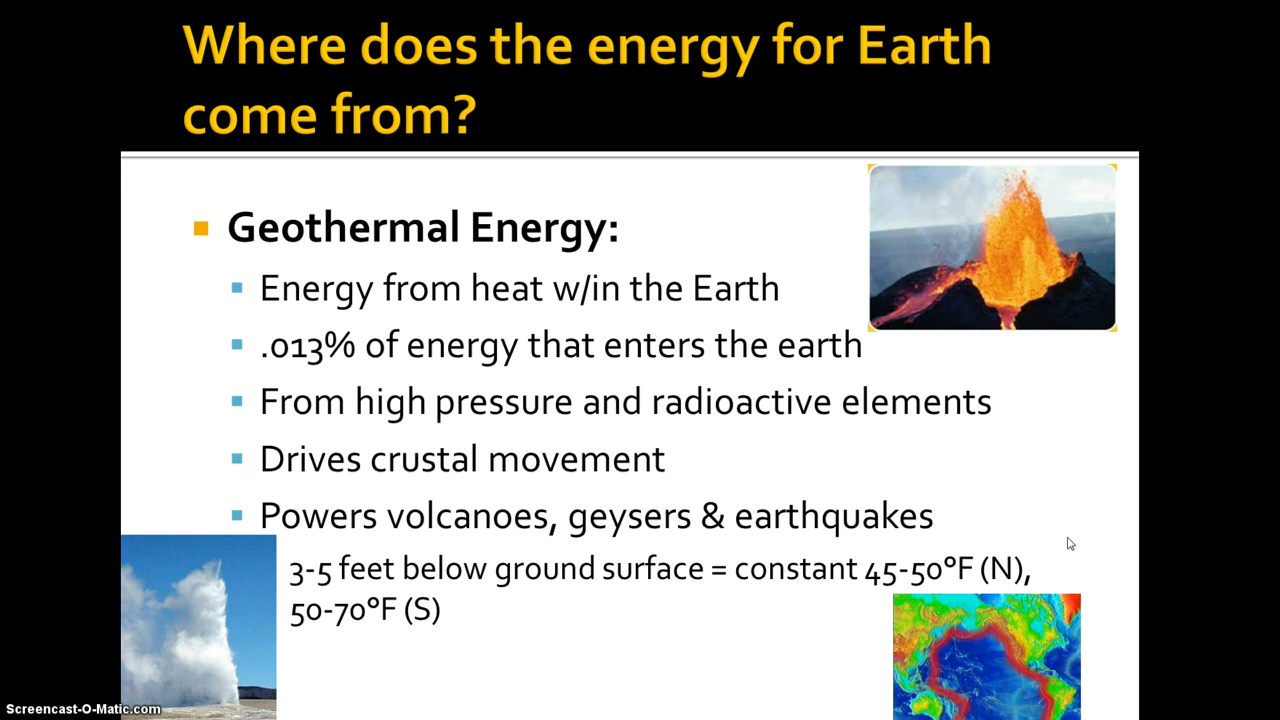 Where does the energy for Earth
come from?
Geothermal Energy:
Energy from heat w/in the Earth
.013% of energy that enters the earth
From high pressure and radioactive elements
Drives crustal movement
Powers volcanoes, geysers & earthquakes
3-5 feet below ground surface = constant 45-50°F (N),
50-70°F (S)
Screencast-O-Matic.com